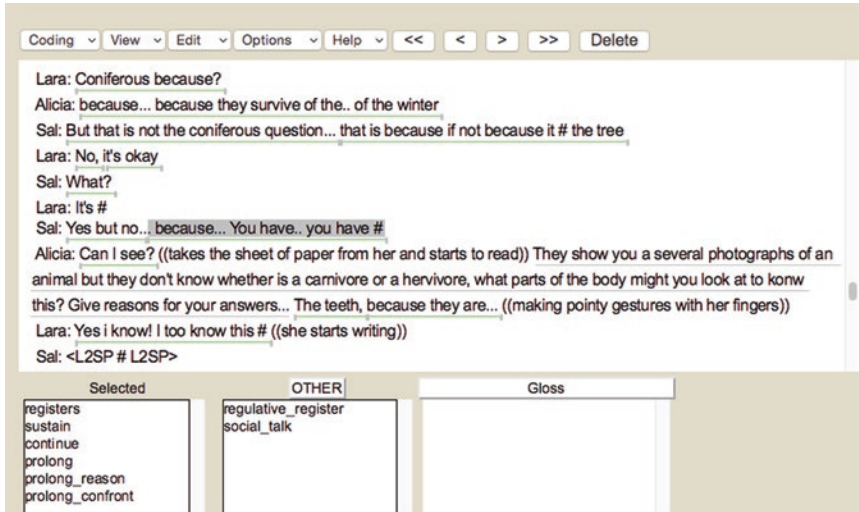 Coding View Edit Options Help << < > >> Delete
Lara: Coniferous because?
Alicia: because... because they survive of the.. of the winter
Sal: But that is not the coniferous question... that is because if not because it # the tree
Lara: No, it's okay
Sal: What?
Lara: It's #
Sal: Yes but no... because... You have.. you have #
Alicia: Can I see? ((takes the sheet of paper from her and starts to read)) They show you a several photographs of an
animal but they don't know whether is a carnivore or a hervivore, what parts of the body might you look at to konw
this? Give reasons for your answers... The teeth, because they are... ((making pointy gestures with her fingers))
Lara: Yes i know! I too know this # ((she starts writing))
Sal: <L2SP # L2SP>
Selected OTHER Gloss
registers regulative_register
sustain social_talk
continue
prolong
prolong_reason
prolong_confront